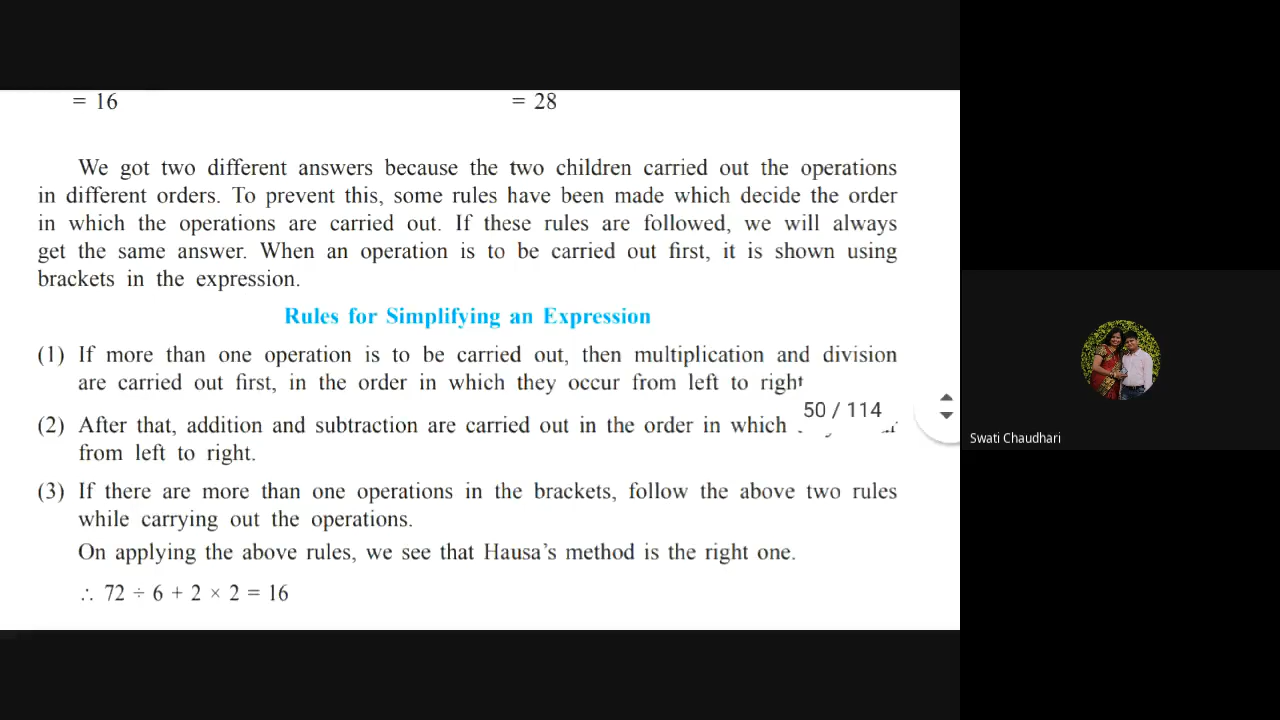 = 16
= 28
We got two different answers because the two children carried out the operations
in different orders. To prevent this, some rules have been made which decide the order
in which the operations are carried out. If these rules are followed, we will always
get the same answer. When an operation is to be carried out first, it is shown using
brackets in the expression.
Rules for Simplifying an Expression
(1) If more than one operation is to be carried out, then multiplication and division
are carried out first, in the order in which they occur from left to right
50 / 114
(2) After that, addition and subtraction are carried out in the order in which
from left to right.
(3) If there are more than one operations in the brackets, follow the above two rules
while carrying out the operations.
On applying the above rules, we see that Hausa's method is the right one.
∴ 72 ÷ 6 + 2 × 2 = 16
Swati Chaudhari